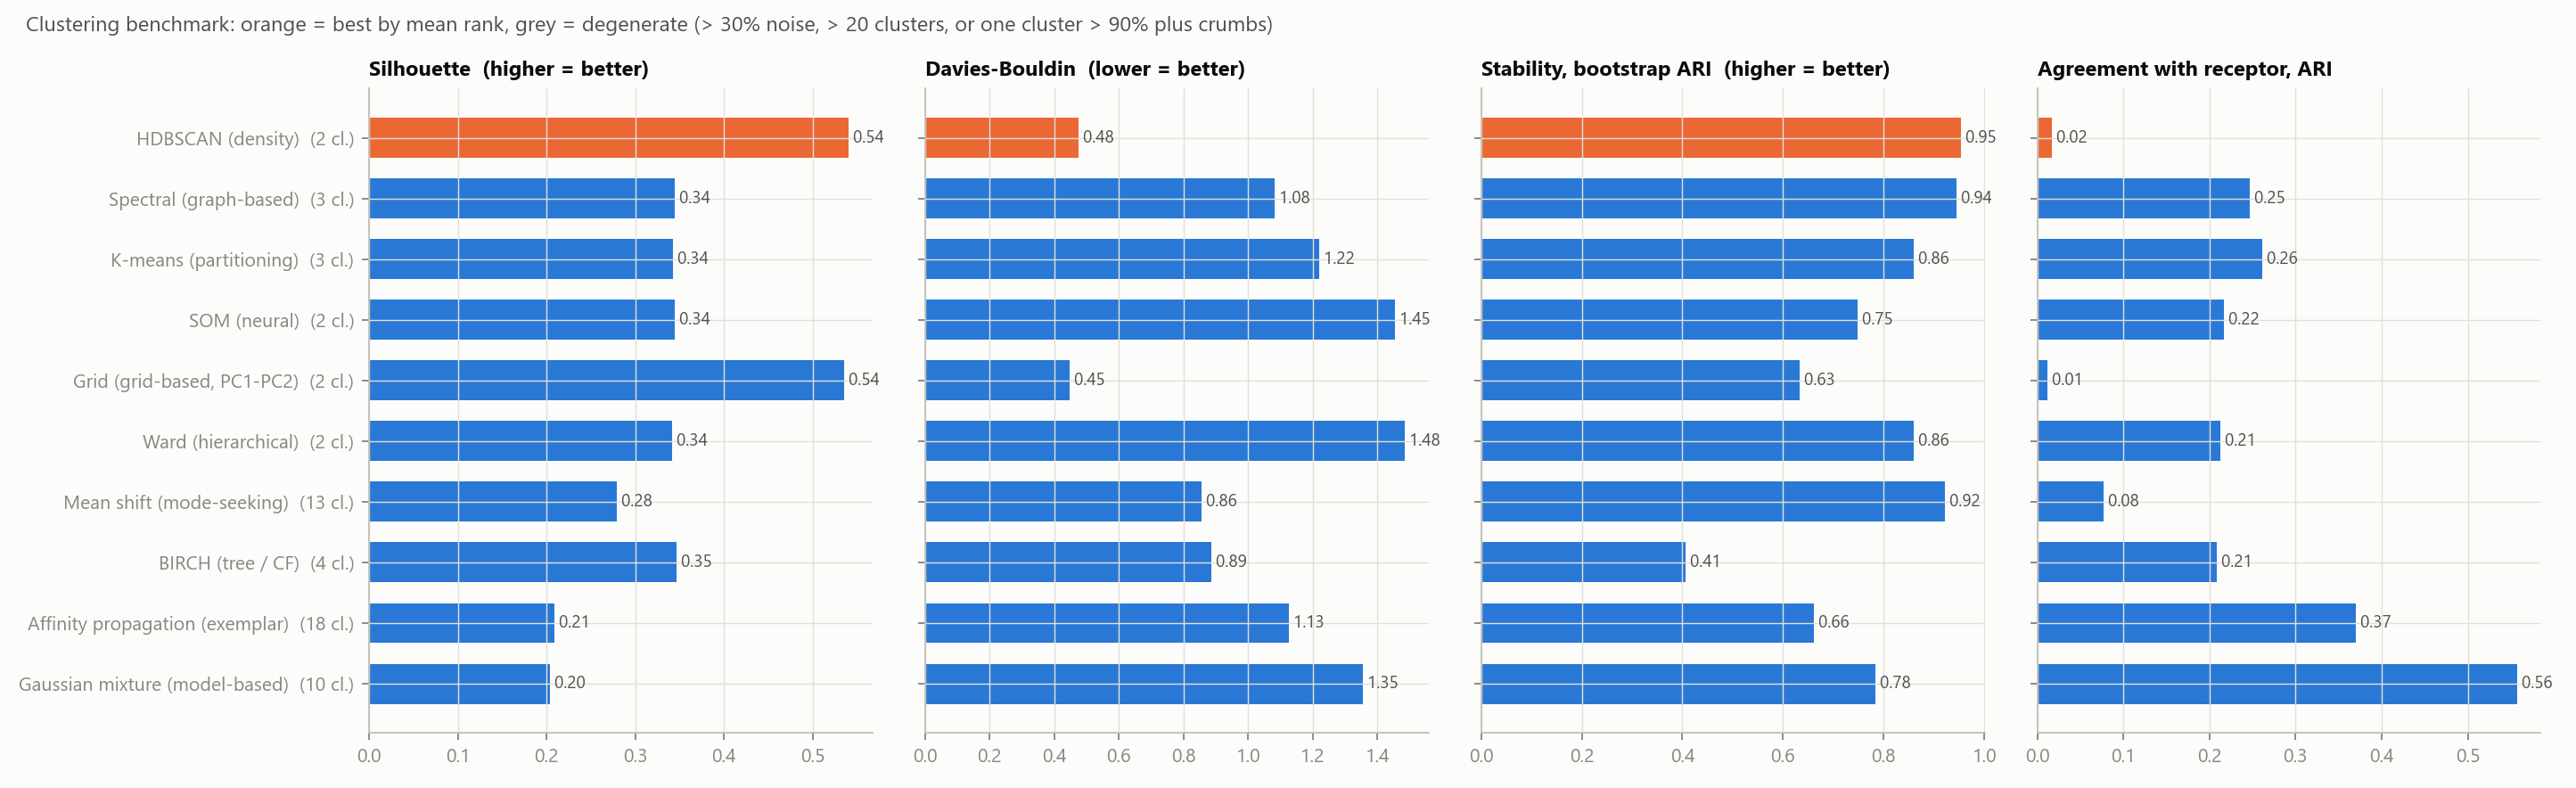 Clustering benchmark: orange = best by mean rank, grey = degenerate (> 30% noise, > 20 clusters, or one cluster > 90% plus crumbs)
Silhouette  (higher = better)
Davies-Bouldin  (lower = better)
Stability, bootstrap ARI  (higher = better)
Agreement with receptor, ARI
HDBSCAN (density)  (2 cl.) 0.54 0.48 0.95 0.02
Spectral (graph-based)  (3 cl.) 0.34 1.08 0.94 0.25
K-means (partitioning)  (3 cl.) 0.34 1.22 0.86 0.26
SOM (neural)  (2 cl.) 0.34 1.45 0.75 0.22
Grid (grid-based, PC1-PC2)  (2 cl.) 0.54 0.45 0.63 0.01
Ward (hierarchical)  (2 cl.) 0.34 1.48 0.86 0.21
Mean shift (mode-seeking)  (13 cl.) 0.28 0.86 0.92 0.08
BIRCH (tree / CF)  (4 cl.) 0.35 0.89 0.41 0.21
Affinity propagation (exemplar)  (18 cl.) 0.21 1.13 0.66 0.37
Gaussian mixture (model-based)  (10 cl.) 0.20 1.35 0.78 0.56
0.0 0.1 0.2 0.3 0.4 0.5
0.0 0.2 0.4 0.6 0.8 1.0 1.2 1.4
0.0 0.2 0.4 0.6 0.8 1.0
0.0 0.1 0.2 0.3 0.4 0.5